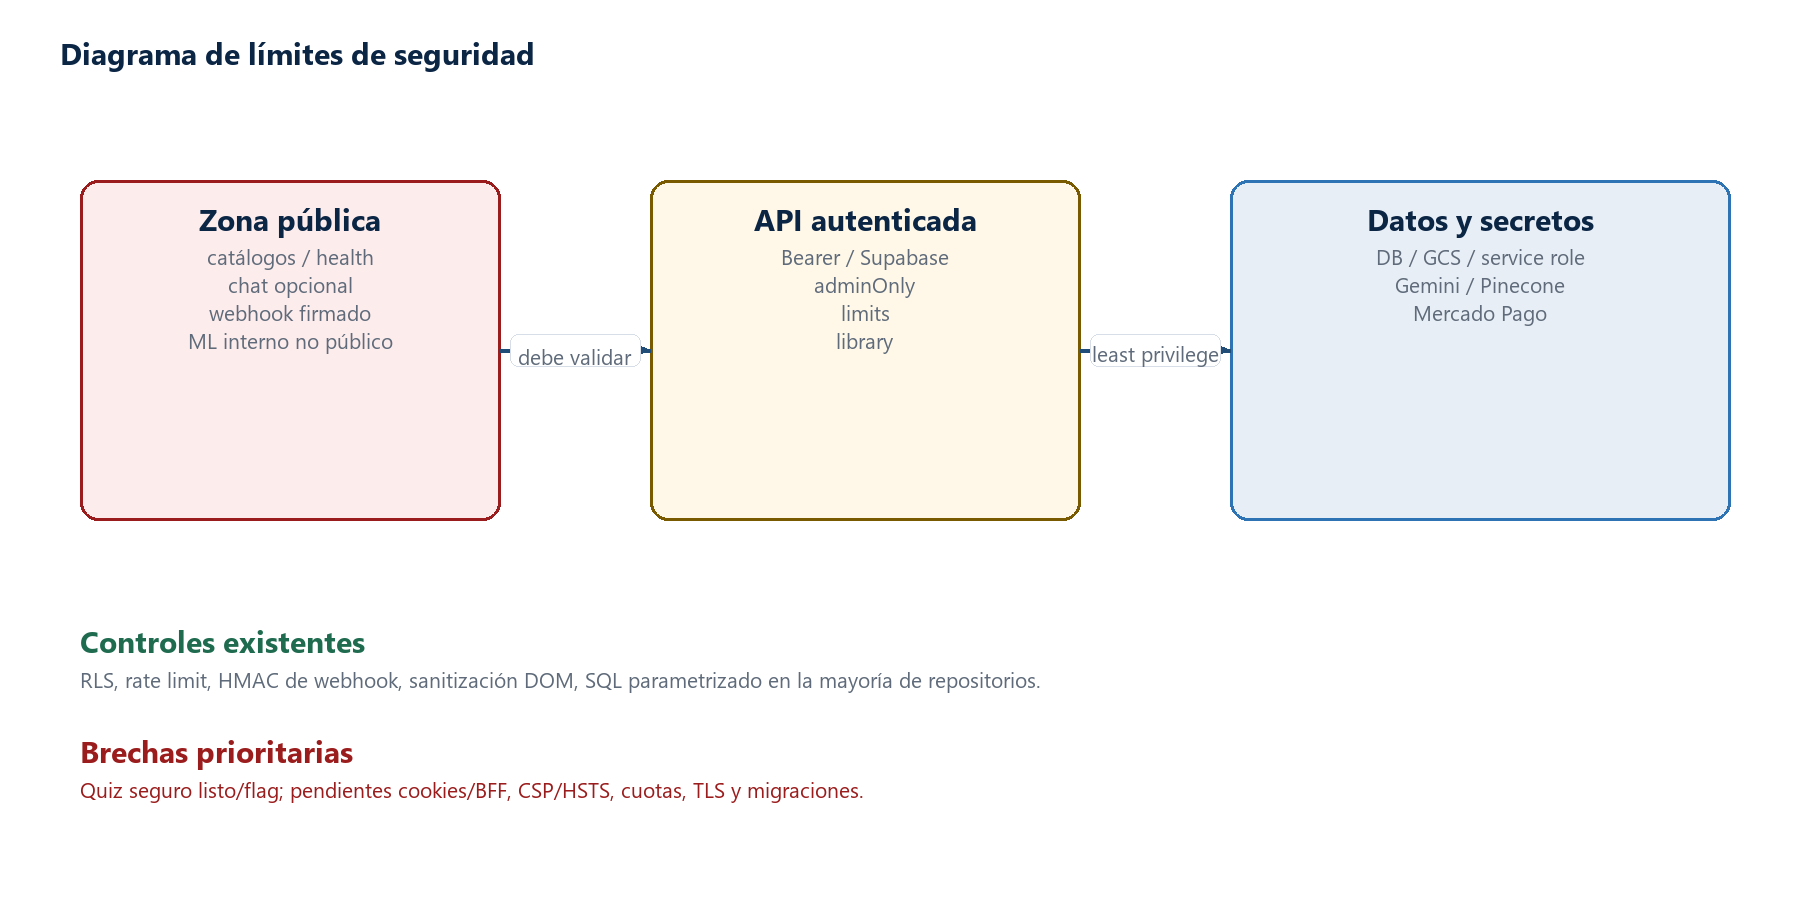 Diagrama de límites de seguridad
Zona pública
catálogos / health
chat opcional
webhook firmado
ML interno no público
debe validar
API autenticada
Bearer / Supabase
adminOnly
limits
library
least privilege
Datos y secretos
DB / GCS / service role
Gemini / Pinecone
Mercado Pago
Controles existentes
RLS, rate limit, HMAC de webhook, sanitización DOM, SQL parametrizado en la mayoría de repositorios.
Brechas prioritarias
Quiz seguro listo/flag; pendientes cookies/BFF, CSP/HSTS, cuotas, TLS y migraciones.